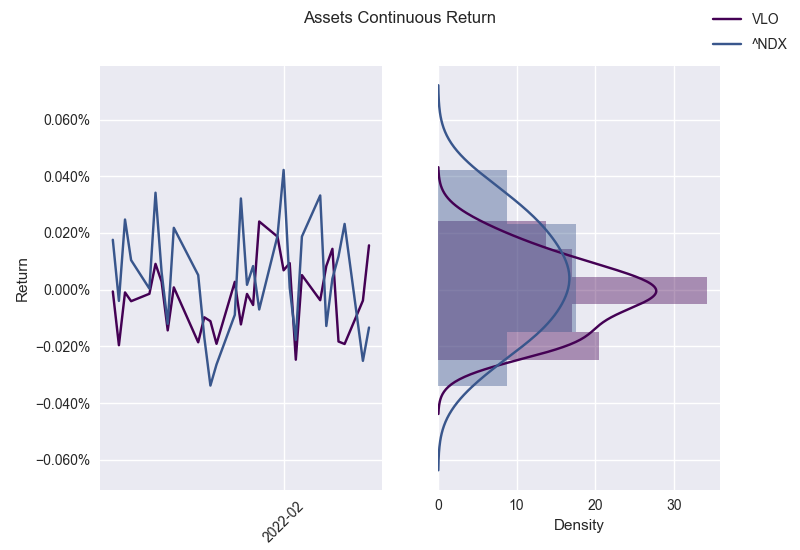 Assets Continuous Return
VLO
^NDX
Return
0.060%
0.040%
0.020%
0.000%
−0.020%
−0.040%
−0.060%
2022-02
0 10 20 30
Density